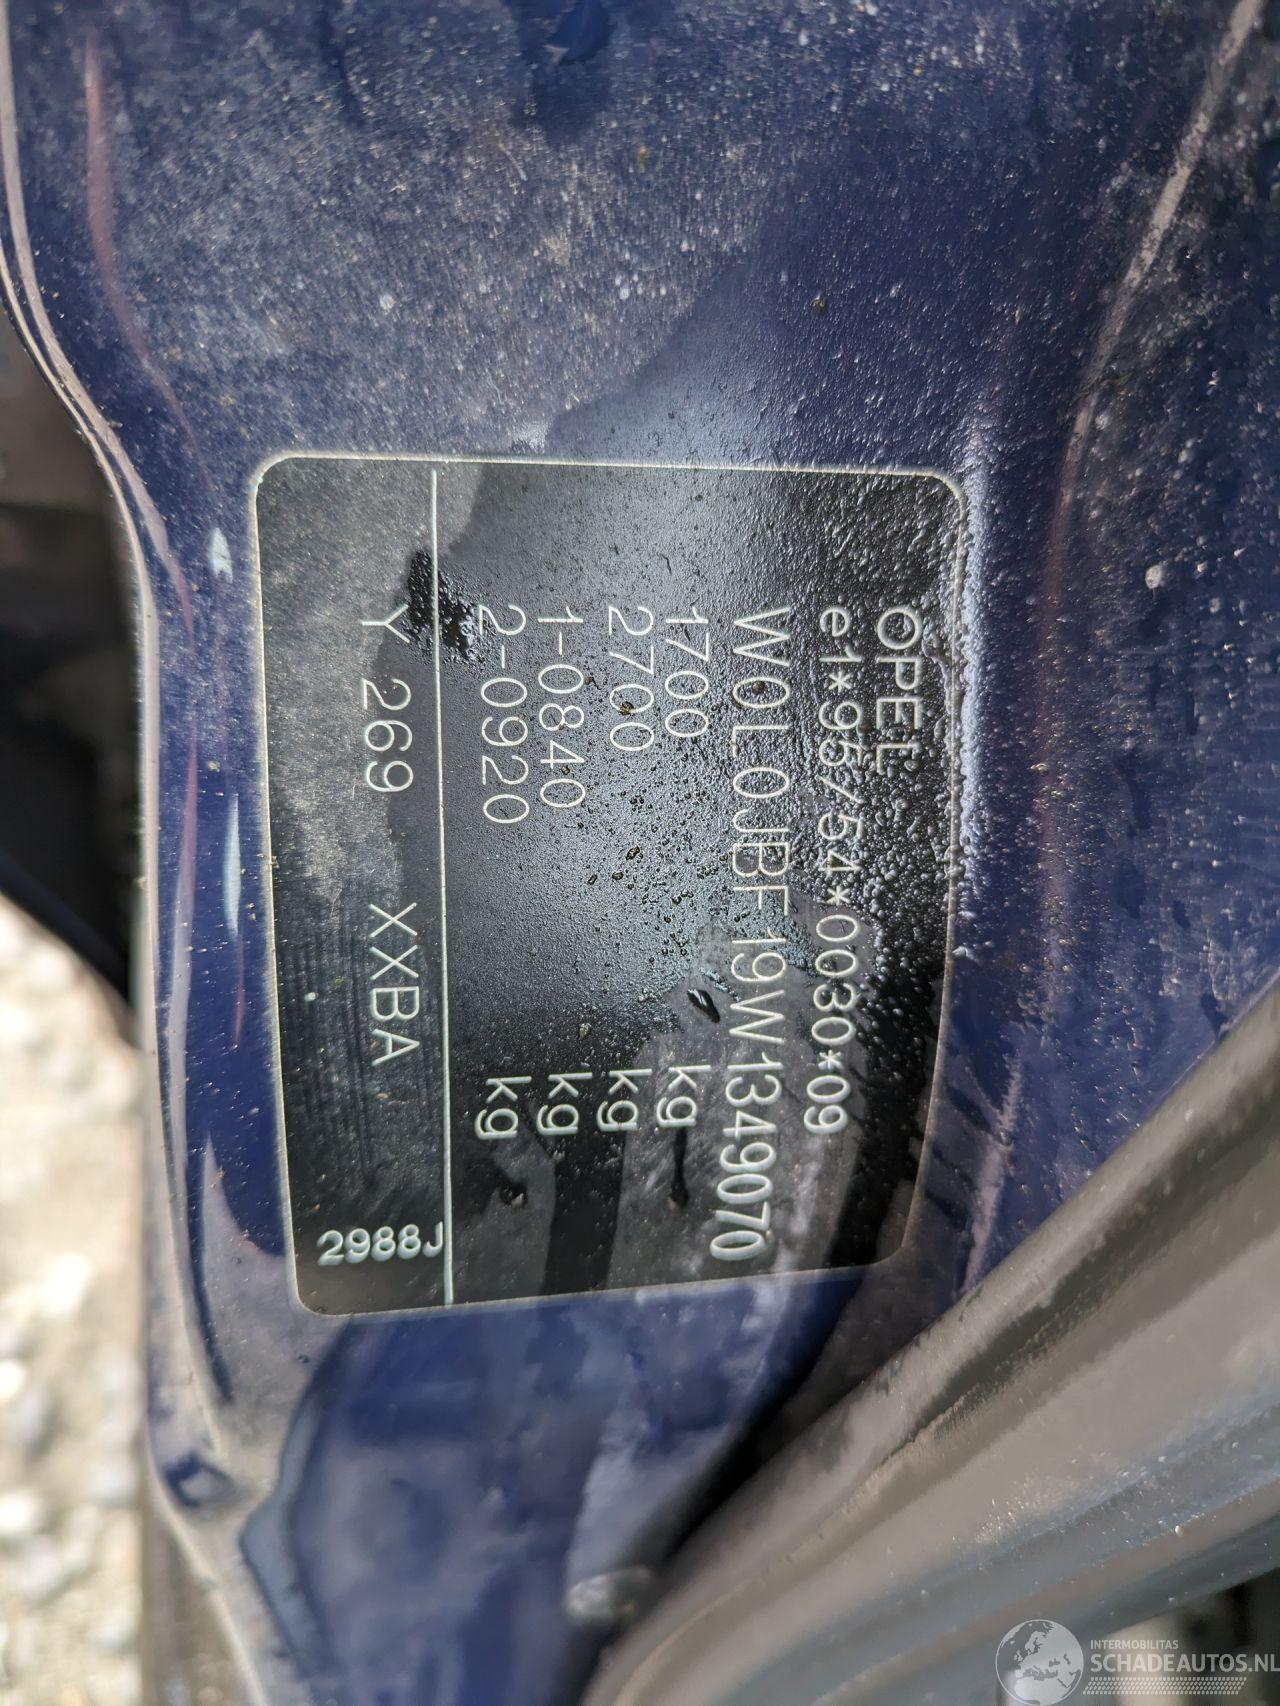 OPEL
e1*95/54*0030*09
W0L0JBF19W1349070
1700 kg
2700 kg
1-0840 kg
2-0920 kg
Y 269 XXBA
2988J
INTERMOBILITAS
SCHADEAUTOS.NL